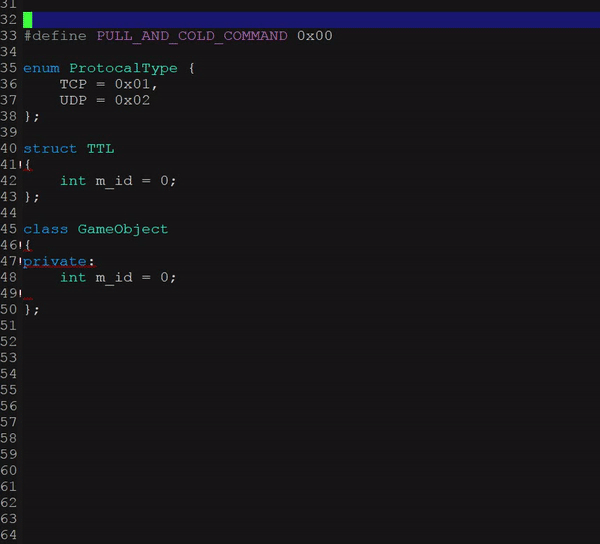 31
32
33 #define PULL_AND_COLD_COMMAND 0x00
34
35 enum ProtocalType {
36     TCP = 0x01,
37     UDP = 0x02
38 };
39
40 struct TTL
41!{
42     int m_id = 0;
43 };
44
45 class GameObject
46!{
47!private:
48     int m_id = 0;
49!
50 };
51
52
53
54
55
56
57
58
59
60
61
62
63
64